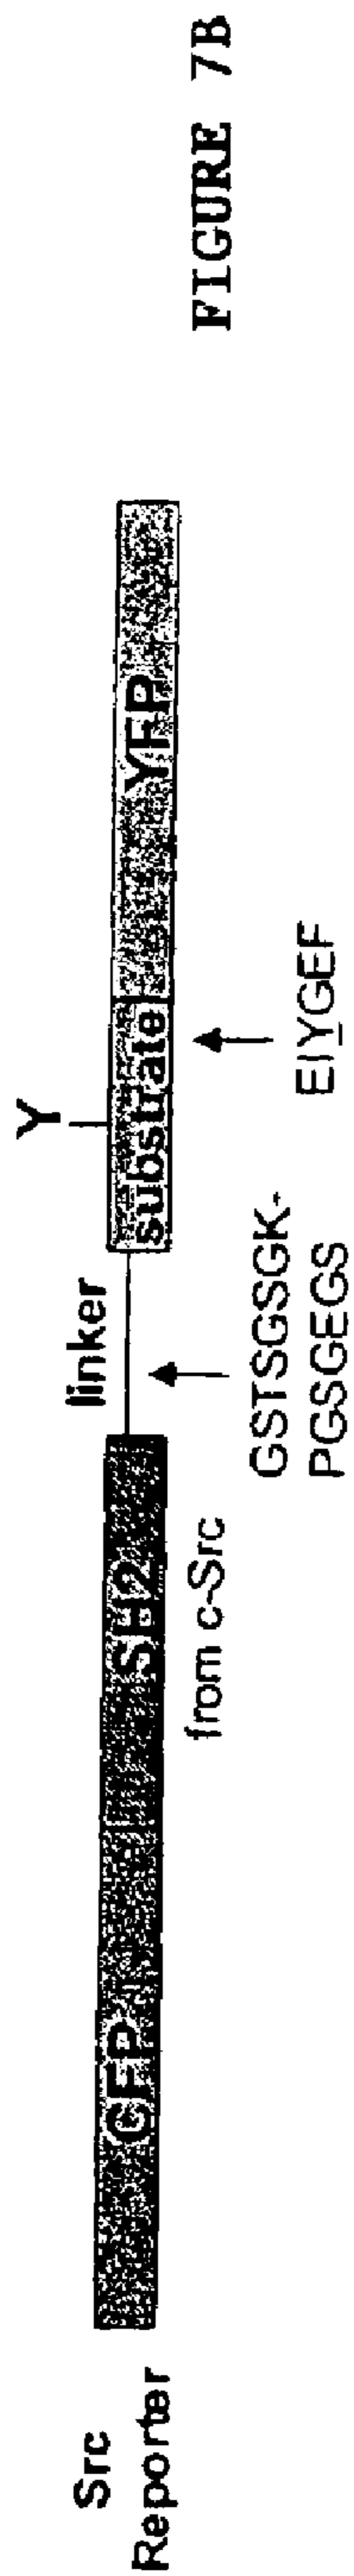 Src
Reporter
CFP
SH2
from c-Src
linker
GSTSGSGK-
PGSGEGS
Y
substrate
EIYGEF
YFP
FIGURE 7B